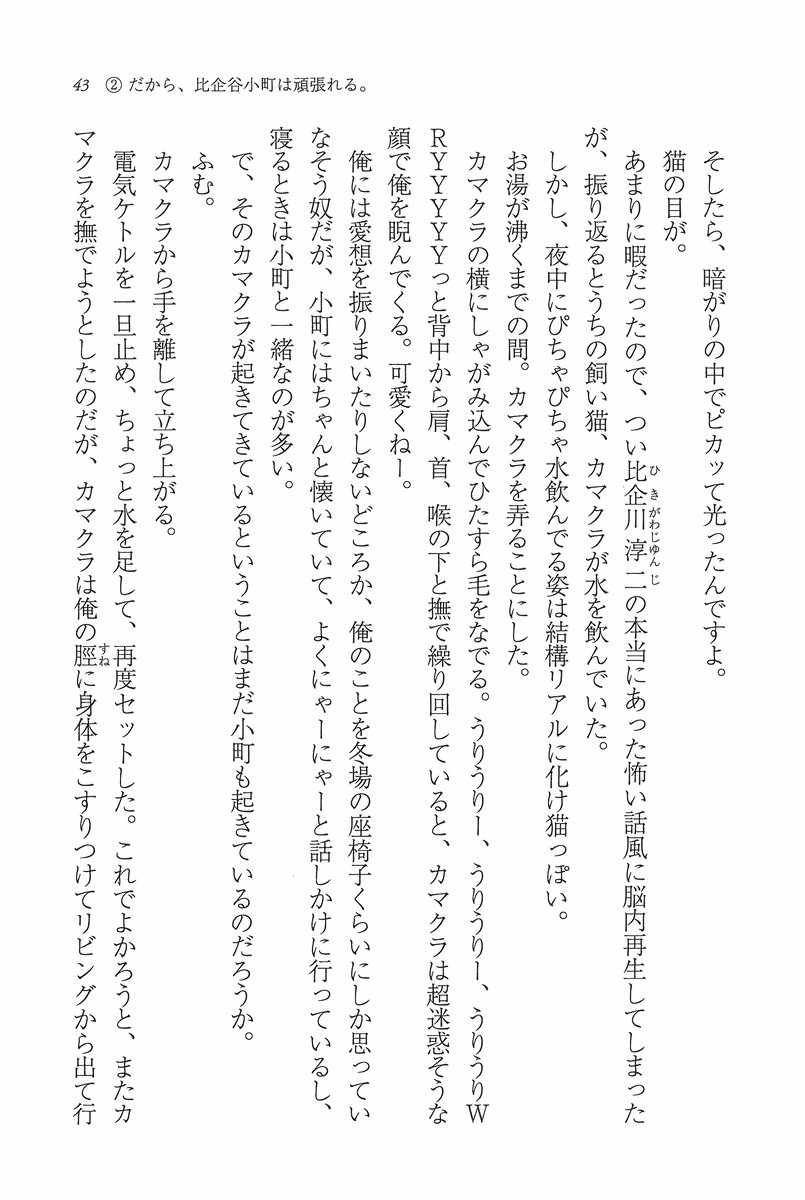 43　② だから、比企谷小町は頑張れる。
そしたら、暗がりの中でピカッて光ったんですよ。
猫の目が。
あまりに暇だったので、つい比企川淳二の本当にあった怖い話風に脳内再生してしまった
が、振り返るとうちの飼い猫、カマクラが水を飲んでいた。
しかし、夜中にぴちゃぴちゃ水飲んでる姿は結構リアルに化け猫っぽい。
お湯が沸くまでの間。カマクラを弄ることにした。
カマクラの横にしゃがみ込んでひたすら毛をなでる。うりうりー、うりうりー、うりうりW
RYYYYYっと背中から肩、首、喉の下と撫で繰り回していると、カマクラは超迷惑そうな
顔で俺を睨んでくる。可愛くねー。
俺には愛想を振りまいたりしないどころか、俺のことを冬場の座椅子くらいにしか思ってい
なそう奴だが、小町にはちゃんと懐いていて、よくにゃーにゃーと話しかけに行っているし、
寝るときは小町と一緒なのが多い。
で、そのカマクラが起きてきているということはまだ小町も起きているのだろうか。
ふむ。
カマクラから手を離して立ち上がる。
電気ケトルを一旦止め、ちょっと水を足して、再度セットした。これでよかろうと、またカ
マクラを撫でようとしたのだが、カマクラは俺の脛に身体をこすりつけてリビングから出て行